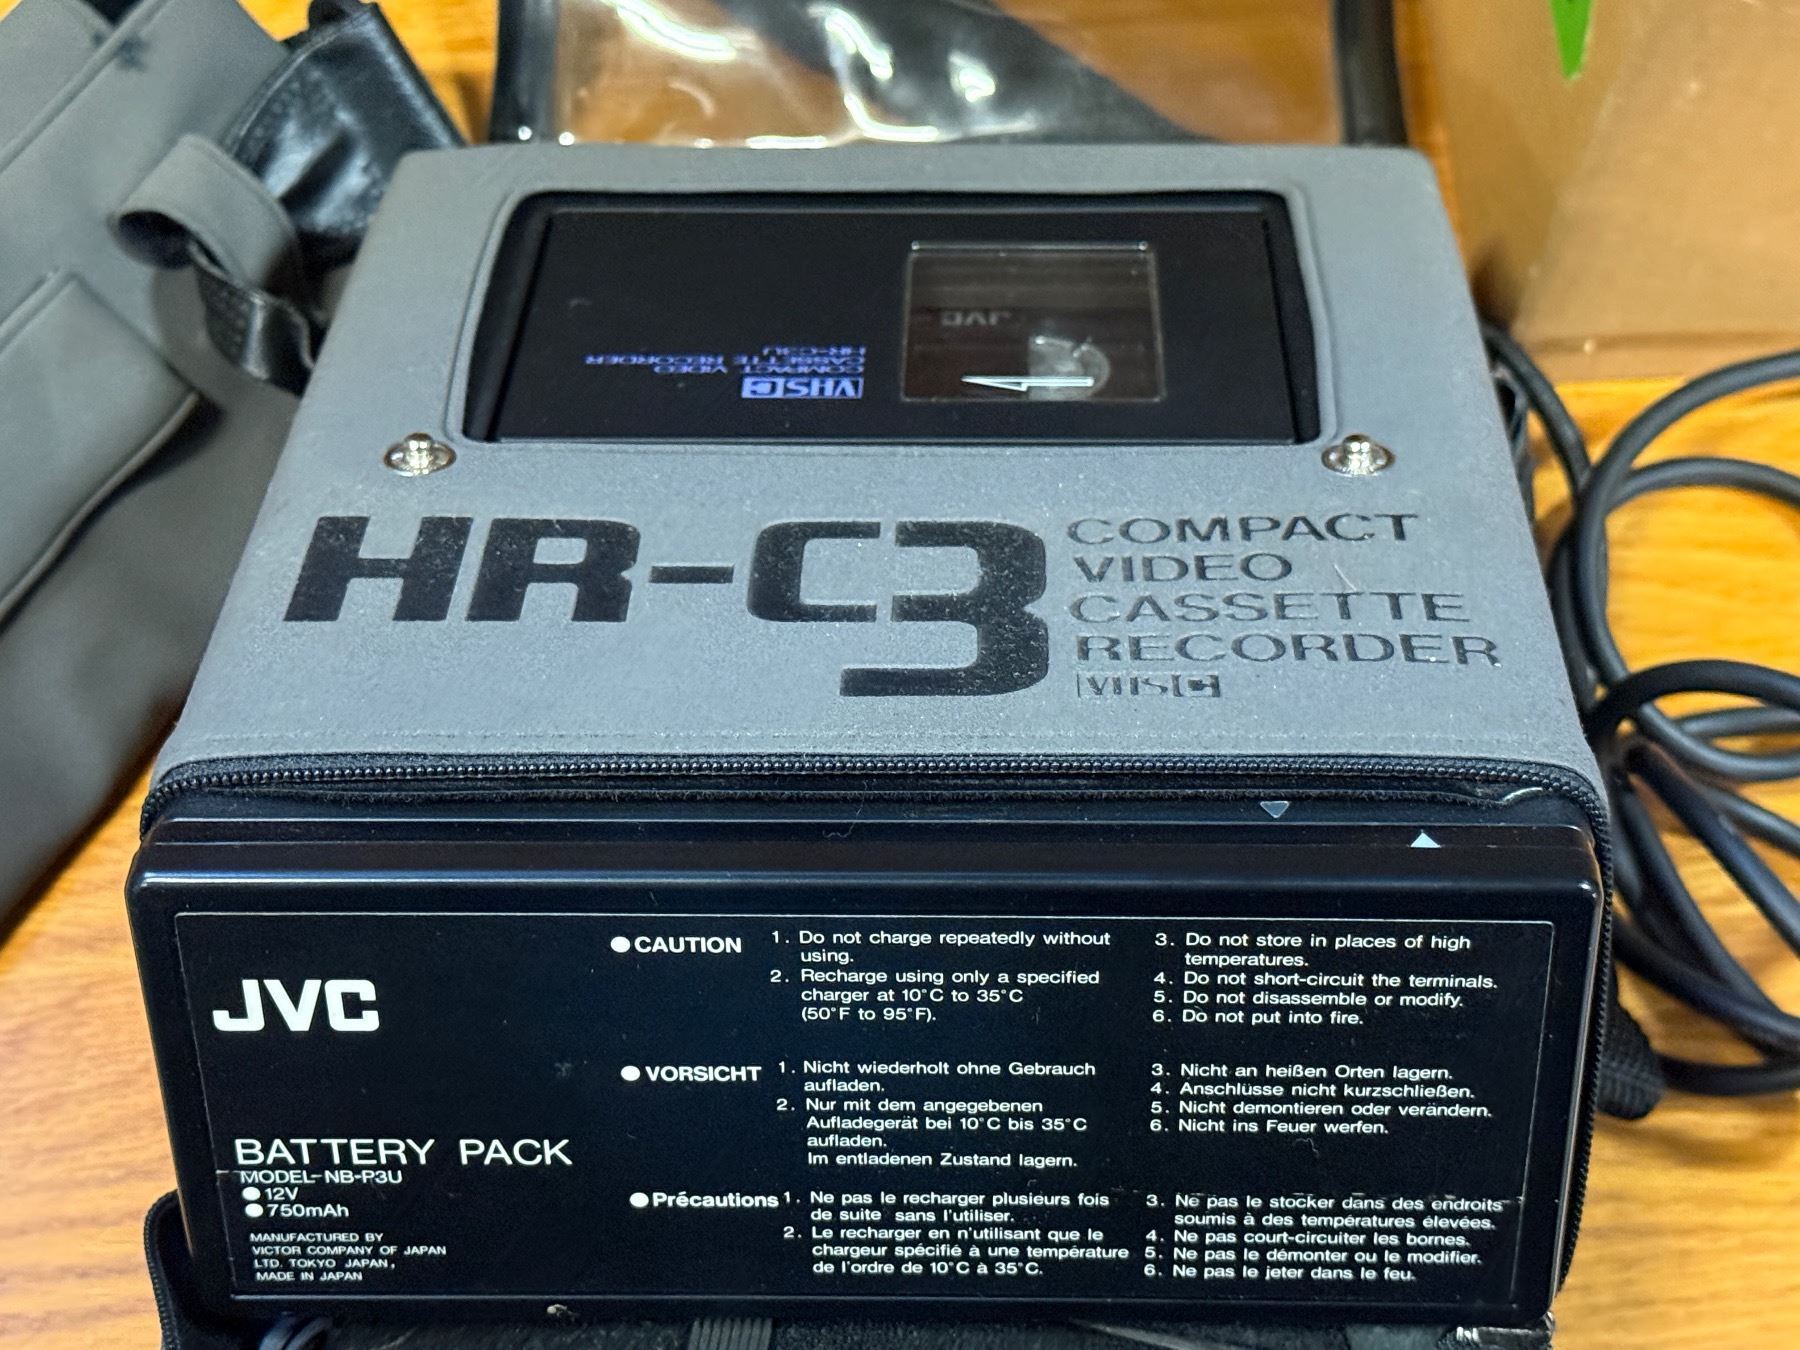 JVC
VHS C
COMPACT VIDEO
CASSETTE RECORDER
HR-C3U
HR-C3
COMPACT
VIDEO
CASSETTE
RECORDER
VHS C
JVC
BATTERY PACK
MODEL-NB-P3U
●12V
●750mAh
MANUFACTURED BY
VICTOR COMPANY OF JAPAN
LTD. TOKYO JAPAN,
MADE IN JAPAN
●CAUTION
1. Do not charge repeatedly without
using.
2. Recharge using only a specified
charger at 10°C to 35°C
(50°F to 95°F).
3. Do not store in places of high
temperatures.
4. Do not short-circuit the terminals.
5. Do not disassemble or modify.
6. Do not put into fire.
●VORSICHT
1. Nicht wiederholt ohne Gebrauch
aufladen.
2. Nur mit dem angegebenen
Aufladegerät bei 10°C bis 35°C
aufladen.
Im entladenen Zustand lagern.
3. Nicht an heißen Orten lagern.
4. Anschlüsse nicht kurzschließen.
5. Nicht demontieren oder verändern.
6. Nicht ins Feuer werfen.
●Précautions
1. Ne pas le recharger plusieurs fois
de suite sans l'utiliser.
2. Le recharger en n'utilisant que le
chargeur spécifié à une température
de l'ordre de 10°C à 35°C.
3. Ne pas le stocker dans des endroits
soumis à des températures élevées.
4. Ne pas court-circuiter les bornes.
5. Ne pas le démonter ou le modifier.
6. Ne pas le jeter dans le feu.